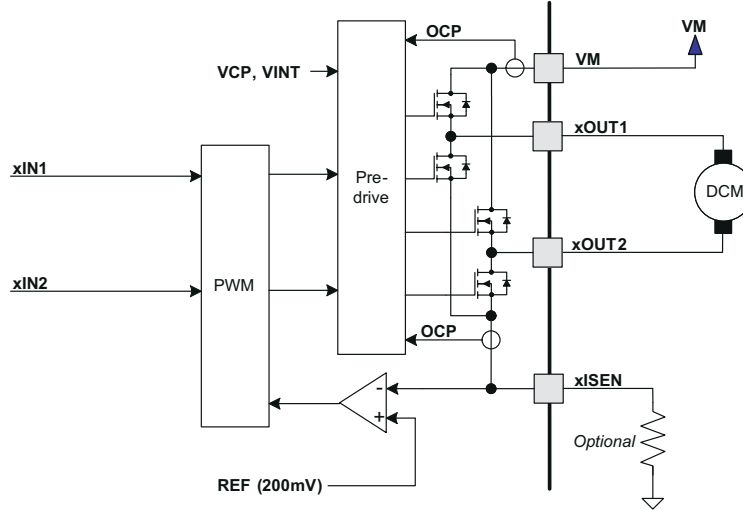 OCP
VM
VM
VCP, VINT
xOUT1
xIN1
Pre-
drive
DCM
xOUT2
xIN2
PWM
OCP
xISEN
-
+
Optional
REF (200mV)